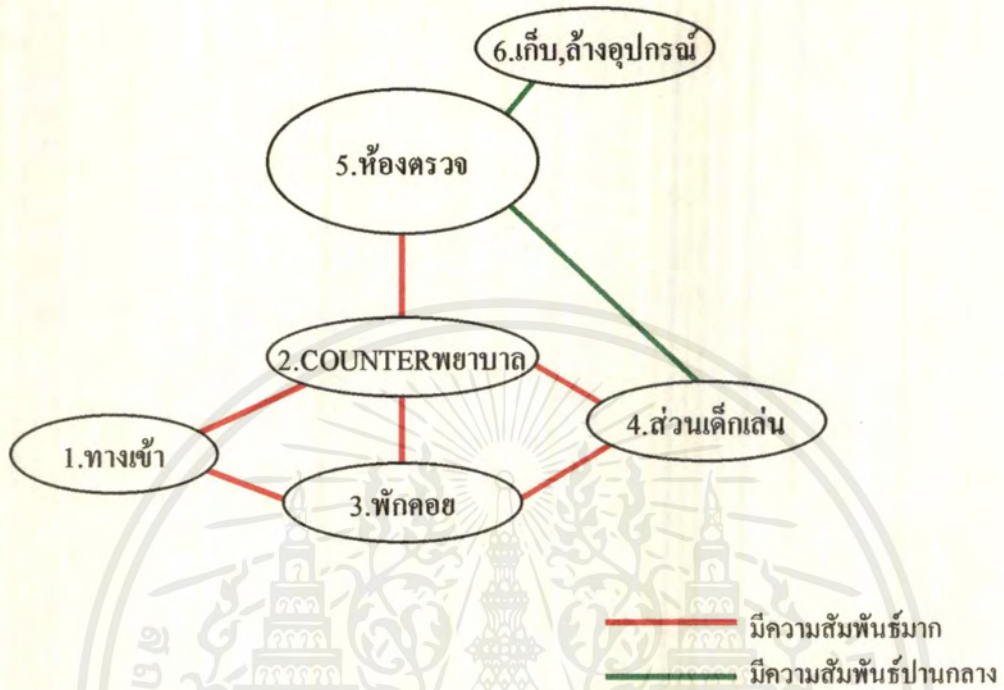 6.เก็บ,ล้างอุปกรณ์
5.ห้องตรวจ
2.COUNTERพยาบาล
4.ส่วนเด็กเล่น
1.ทางเข้า
3.พักคอย
มีความสัมพันธ์มาก
มีความสัมพันธ์ปานกลาง